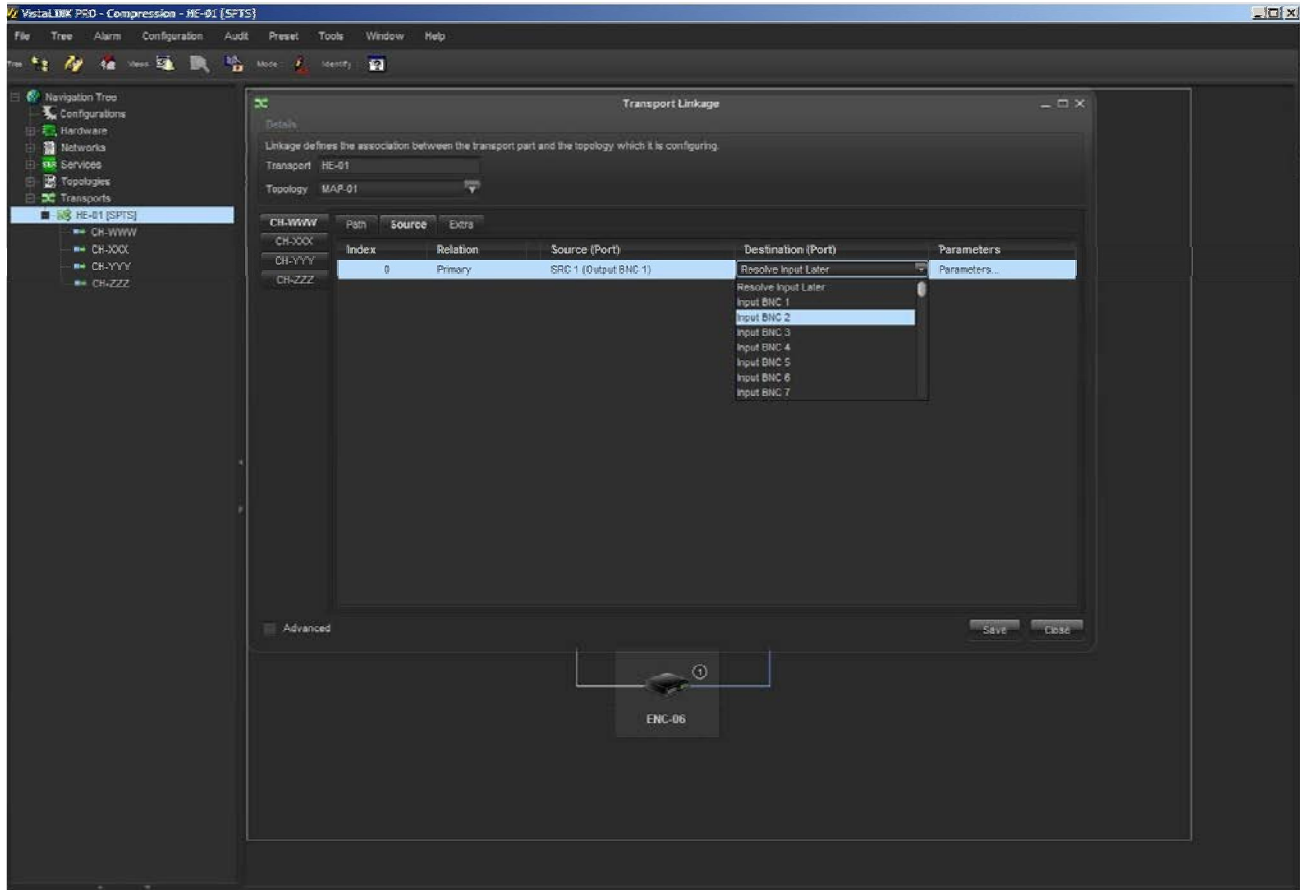 VistaLINK PRO - Compression - HE-01 {SPTS}
File Tree Alarm Configuration Audit Preset Tools Window Help
Tree Views Mode: Identify
Navigation Tree
Configurations
Hardware
Networks
Services
Topologies
Transports
HE-01 [SPTS]
CH-WWW
CH-XXX
CH-YYY
CH-ZZZ
Transport Linkage
Details
Linkage defines the association between the transport part and the topology which it is configuring.
Transport HE-01
Topology MAP-01
CH-WWW
CH-XXX
CH-YYY
CH-ZZZ
Path Source Extra
Index Relation Source (Port) Destination (Port) Parameters
0 Primary SRC 1 (Output BNC 1) Resolve Input Later Parameters...
Resolve Input Later
Input BNC 1
Input BNC 2
Input BNC 3
Input BNC 4
Input BNC 5
Input BNC 6
Input BNC 7
Advanced
Save Close
1
ENC-06